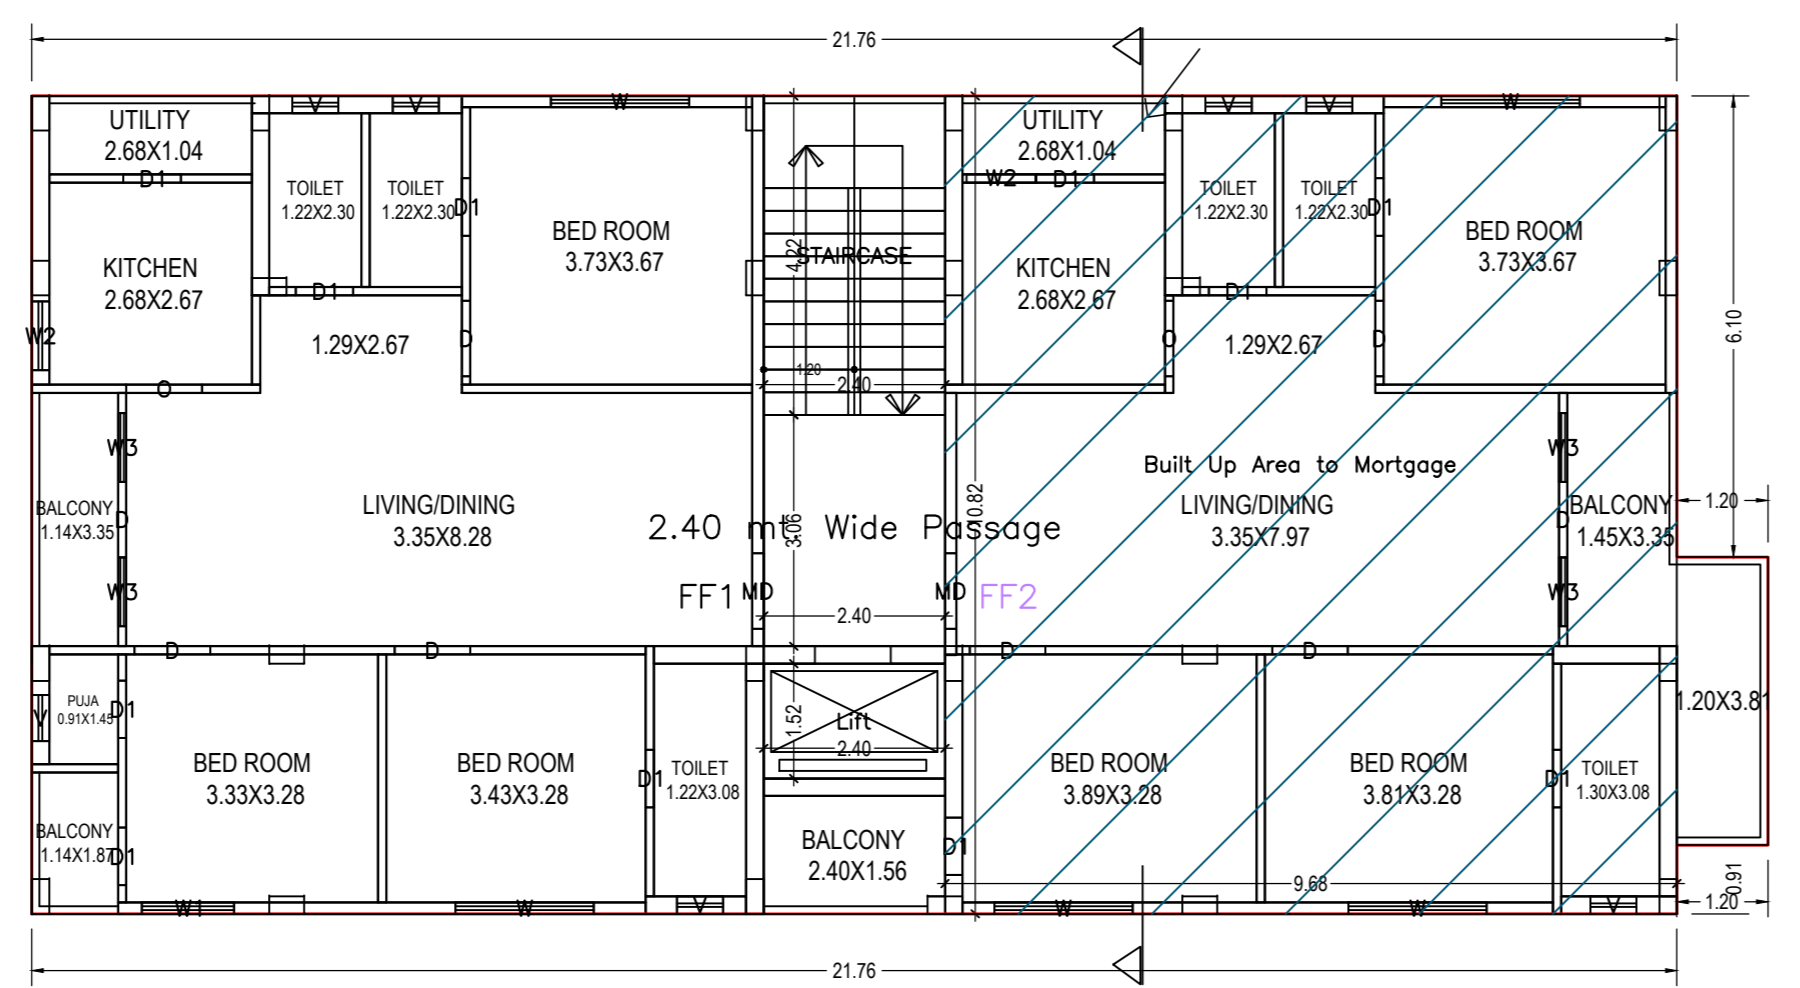 21.76
UTILITY
2.68X1.04
D1
KITCHEN
2.68X2.67
W2
O
V
V
TOILET
1.22X2.30
TOILET
1.22X2.30
D1
D1
1.29X2.67
D
W
BED ROOM
3.73X3.67
STAIRCASE
4.22
1.20
2.40
UTILITY
2.68X1.04
W2
D1
KITCHEN
2.68X2.67
O
V
V
TOILET
1.22X2.30
TOILET
1.22X2.30
D1
D1
1.29X2.67
D
W
BED ROOM
3.73X3.67
6.10
W3
BALCONY
1.14X3.35
D
W3
LIVING/DINING
3.35X8.28
2.40 mt. Wide Passage
3.06
10.82
FF1
MD
2.40
MD
FF2
Built Up Area to Mortgage
LIVING/DINING
3.35X7.97
W3
BALCONY
1.45X3.35
D
W3
1.20
D
D
D
D
PUJA
0.91X1.45
D1
V
BALCONY
1.14X1.87
D1
BED ROOM
3.33X3.28
W1
BED ROOM
3.43X3.28
W
D1
TOILET
1.22X3.08
V
1.52
Lift
2.40
BALCONY
2.40X1.56
D1
BED ROOM
3.89X3.28
W
BED ROOM
3.81X3.28
W
D1
TOILET
1.30X3.08
V
9.68
1.20X3.81
0.91
1.20
21.76